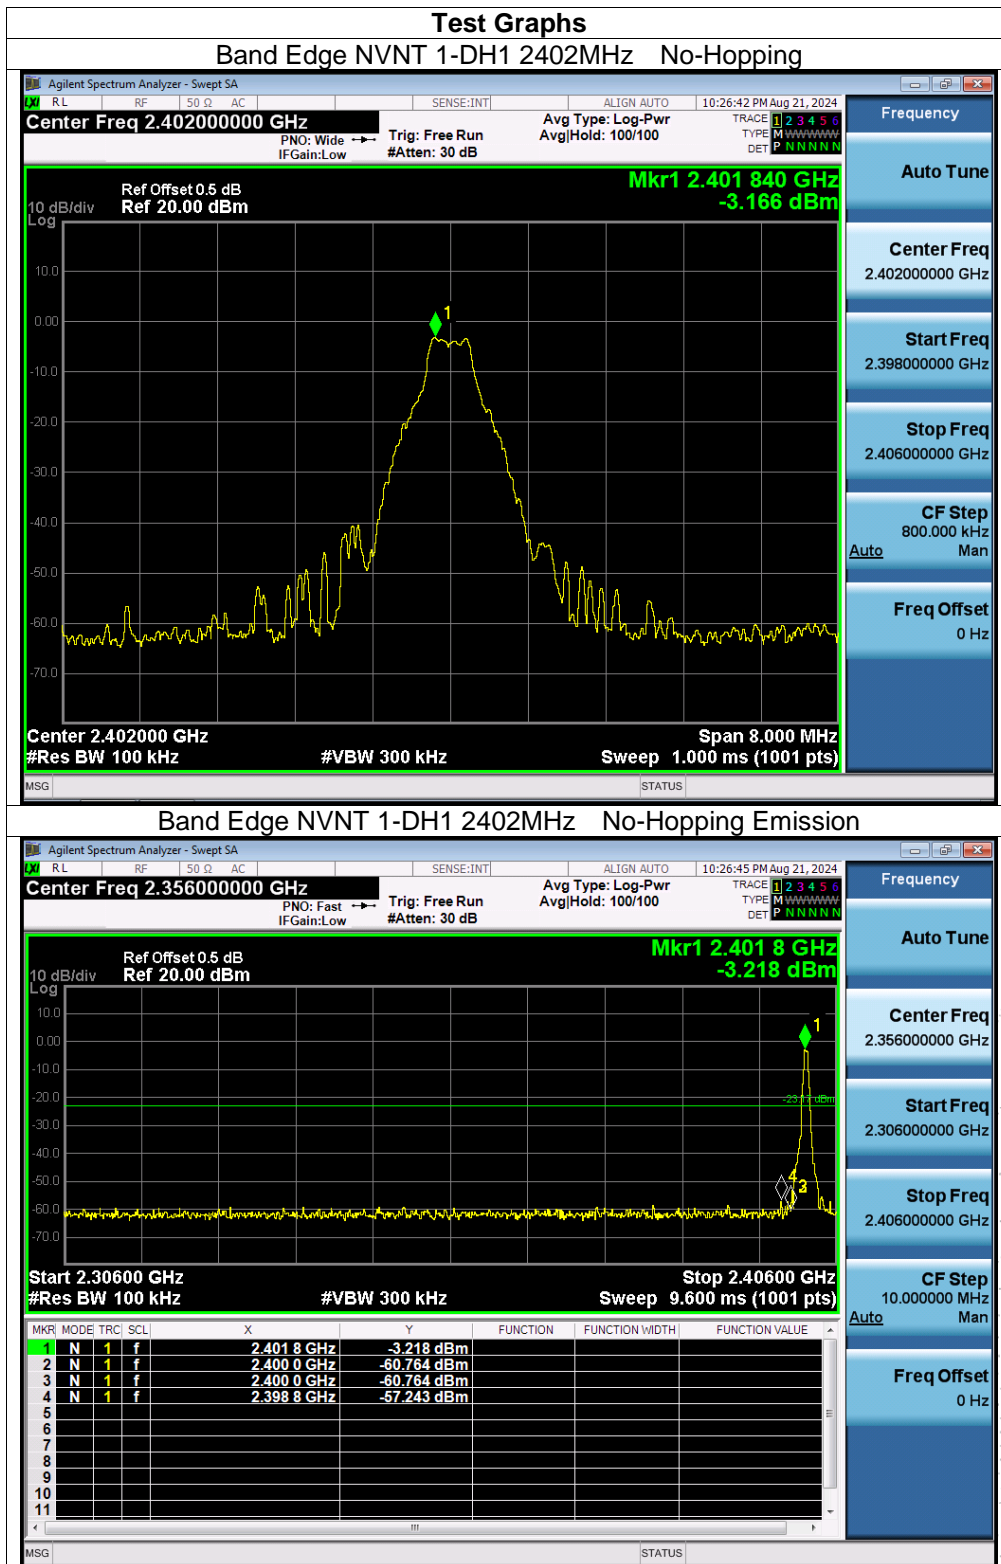 Test Graphs
Band Edge NVNT 1-DH1 2402MHz No-Hopping
Agilent Spectrum Analyzer - Swept SA
LXI RL RF 50 Ω AC SENSE:INT ALIGN AUTO 10:26:42 PM Aug 21, 2024
Center Freq 2.402000000 GHz
PNO: Wide
IFGain:Low
Trig: Free Run
#Atten: 30 dB
Avg Type: Log-Pwr
Avg|Hold: 100/100
TRACE 1 2 3 4 5 6
TYPE M WWWWW
DET P N N N N N
Ref Offset 0.5 dB
10 dB/div Ref 20.00 dBm
Log
Mkr1 2.401 840 GHz
-3.166 dBm
10.0
0.00
-10.0
-20.0
-30.0
-40.0
-50.0
-60.0
-70.0
1
Center 2.402000 GHz Span 8.000 MHz
#Res BW 100 kHz #VBW 300 kHz Sweep 1.000 ms (1001 pts)
MSG STATUS
Frequency
Auto Tune
Center Freq
2.402000000 GHz
Start Freq
2.398000000 GHz
Stop Freq
2.406000000 GHz
CF Step
800.000 kHz
Auto Man
Freq Offset
0 Hz
Band Edge NVNT 1-DH1 2402MHz No-Hopping Emission
Agilent Spectrum Analyzer - Swept SA
LXI RL RF 50 Ω AC SENSE:INT ALIGN AUTO 10:26:45 PM Aug 21, 2024
Center Freq 2.356000000 GHz
PNO: Fast
IFGain:Low
Trig: Free Run
#Atten: 30 dB
Avg Type: Log-Pwr
Avg|Hold: 100/100
TRACE 1 2 3 4 5 6
TYPE M WWWWW
DET P N N N N N
Ref Offset 0.5 dB
10 dB/div Ref 20.00 dBm
Log
Mkr1 2.401 8 GHz
-3.218 dBm
10.0
0.00
-10.0
-20.0
-30.0
-40.0
-50.0
-60.0
-70.0
1
-23.17 dBm
4
3
Start 2.30600 GHz Stop 2.40600 GHz
#Res BW 100 kHz #VBW 300 kHz Sweep 9.600 ms (1001 pts)
MKR MODE TRC SCL X Y FUNCTION FUNCTION WIDTH FUNCTION VALUE
1 N 1 f 2.401 8 GHz -3.218 dBm
2 N 1 f 2.400 0 GHz -60.764 dBm
3 N 1 f 2.400 0 GHz -60.764 dBm
4 N 1 f 2.398 8 GHz -57.243 dBm
5
6
7
8
9
10
11
MSG STATUS
Frequency
Auto Tune
Center Freq
2.356000000 GHz
Start Freq
2.306000000 GHz
Stop Freq
2.406000000 GHz
CF Step
10.000000 MHz
Auto Man
Freq Offset
0 Hz